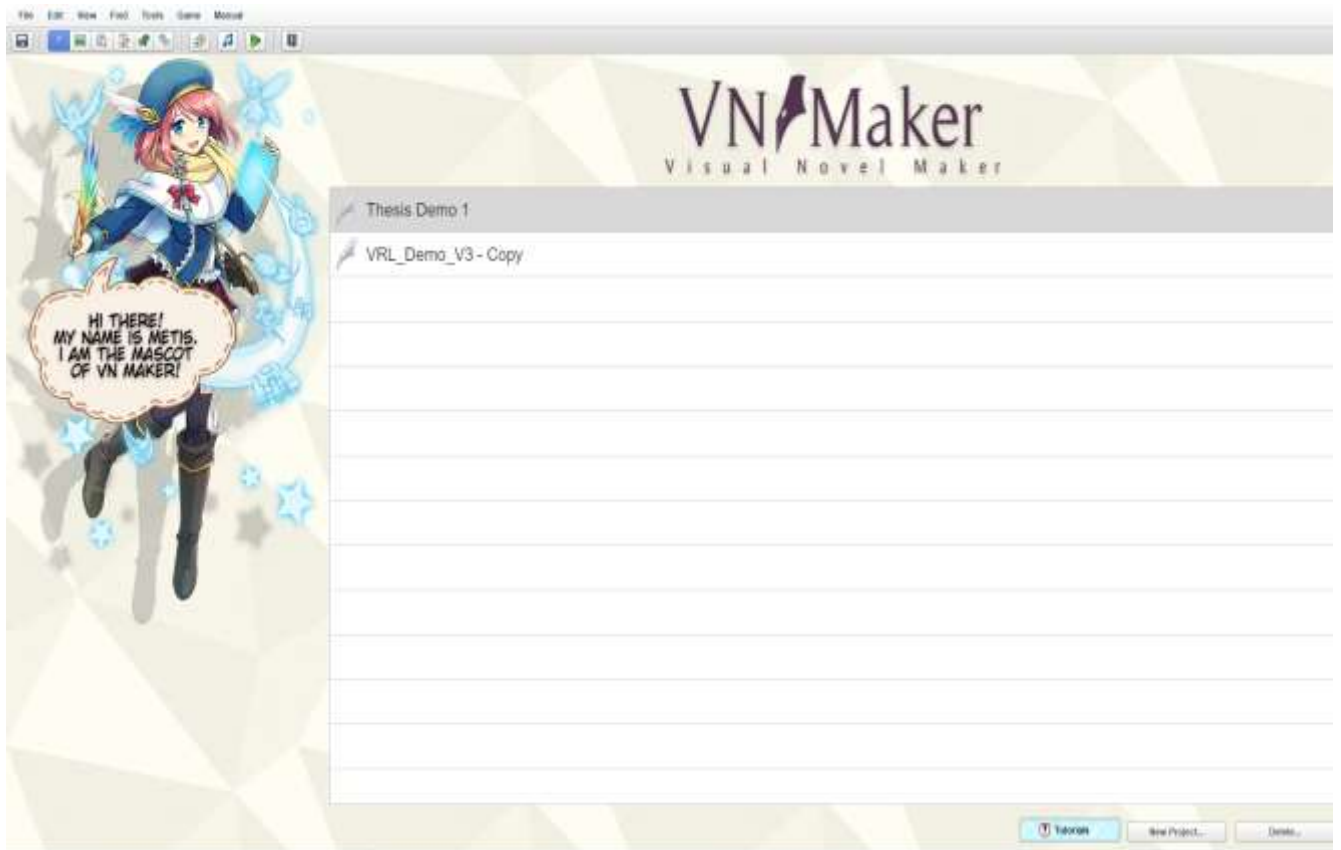 File Edit View Find Tools Game Manual
VN Maker
Visual Novel Maker
Thesis Demo 1
VRL_Demo_V3 - Copy
HI THERE!
MY NAME IS METIS.
I AM THE MASCOT
OF VN MAKER!
Tutorials New Project... Delete...